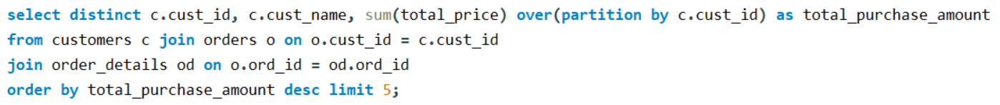 select distinct c.cust_id, c.cust_name, sum(total_price) over(partition by c.cust_id) as total_purchase_amount
from customers c join orders o on o.cust_id = c.cust_id
join order_details od on o.ord_id = od.ord_id
order by total_purchase_amount desc limit 5;